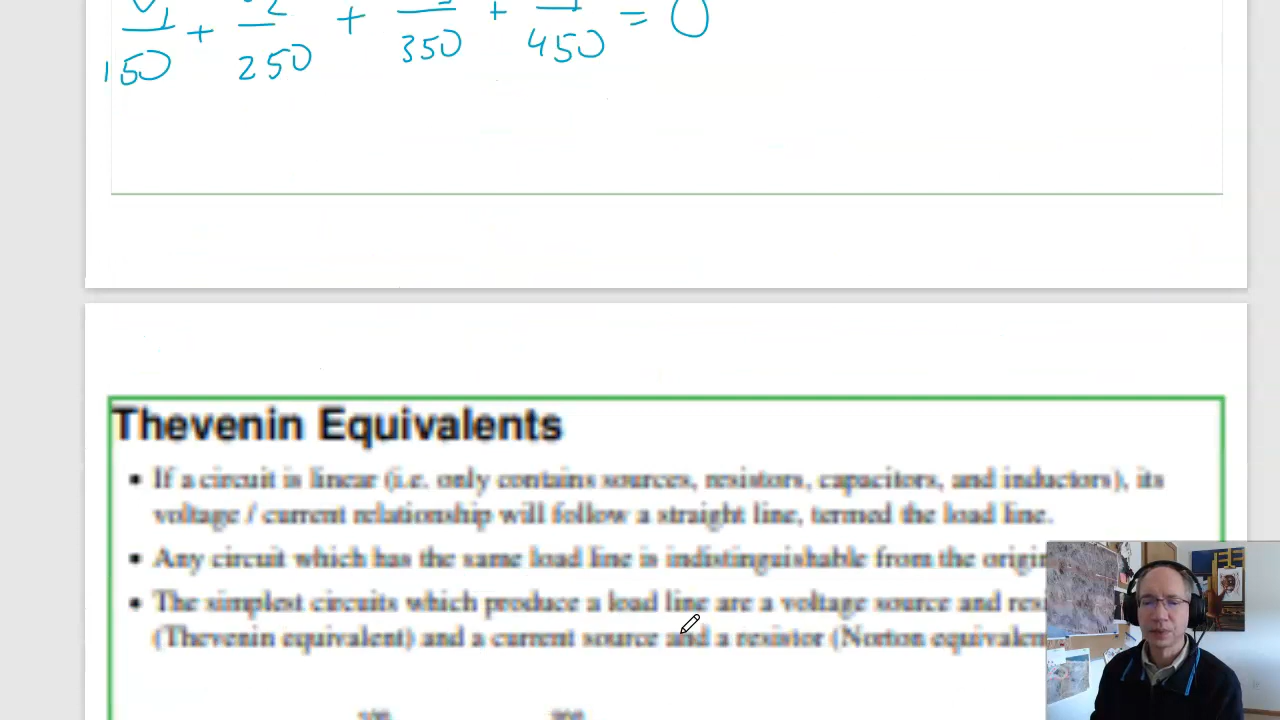 150 + 250 + 350 + 450 = 0
Thevenin Equivalents
• If a circuit is linear (i.e. only contains sources, resistors, capacitors, and inductors), its
voltage / current relationship will follow a straight line, termed the load line.
• Any circuit which has the same load line is indistinguishable from the
• The simplest circuits which produce a load line are a voltage source and
(Thevenin equivalent) and a current source and a resistor (Norton